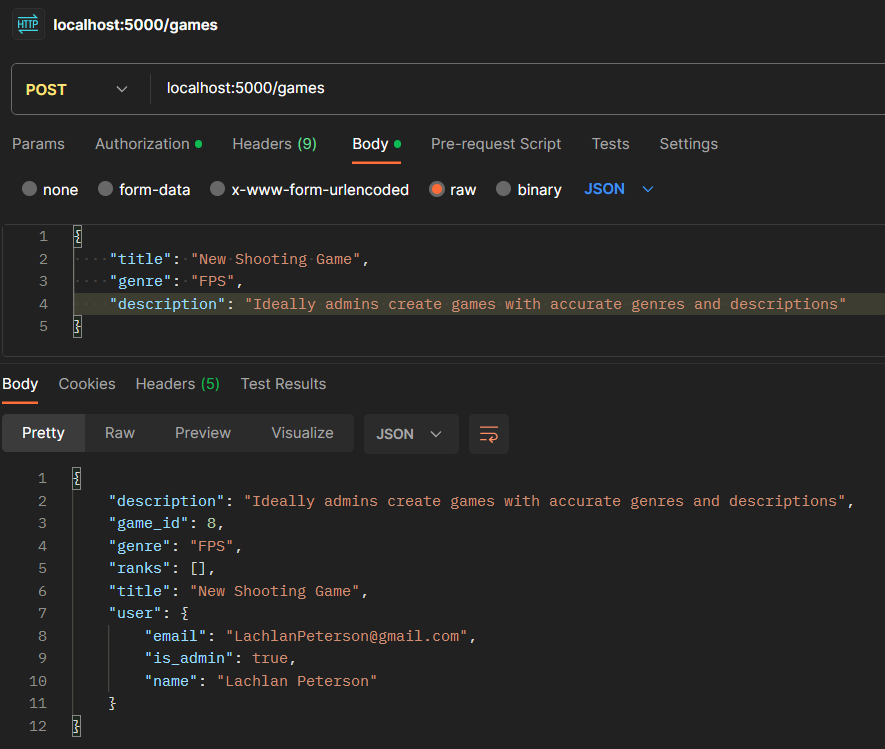 HTTP localhost:5000/games
POST localhost:5000/games
Params Authorization Headers (9) Body Pre-request Script Tests Settings
none form-data x-www-form-urlencoded raw binary JSON
1 {
2 ····"title":·"New·Shooting·Game",
3 ····"genre":·"FPS",
4 "description": "Ideally admins create games with accurate genres and descriptions"
5 }
Body Cookies Headers (5) Test Results
Pretty Raw Preview Visualize JSON
1 {
2 "description": "Ideally admins create games with accurate genres and descriptions",
3 "game_id": 8,
4 "genre": "FPS",
5 "ranks": [],
6 "title": "New Shooting Game",
7 "user": {
8 "email": "LachlanPeterson@gmail.com",
9 "is_admin": true,
10 "name": "Lachlan Peterson"
11 }
12 }